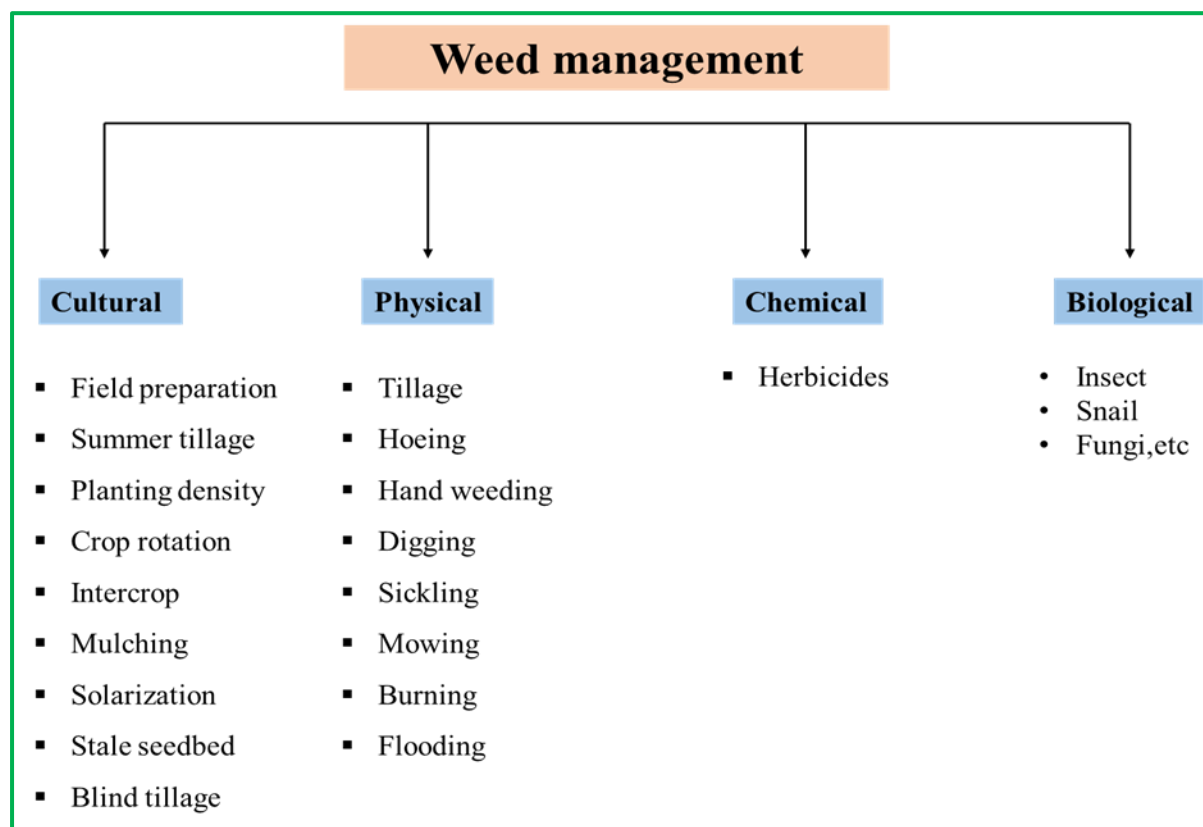 Weed management
Cultural
▪ Field preparation
▪ Summer tillage
▪ Planting density
▪ Crop rotation
▪ Intercrop
▪ Mulching
▪ Solarization
▪ Stale seedbed
▪ Blind tillage
Physical
▪ Tillage
▪ Hoeing
▪ Hand weeding
▪ Digging
▪ Sickling
▪ Mowing
▪ Burning
▪ Flooding
Chemical
▪ Herbicides
Biological
• Insect
• Snail
• Fungi,etc